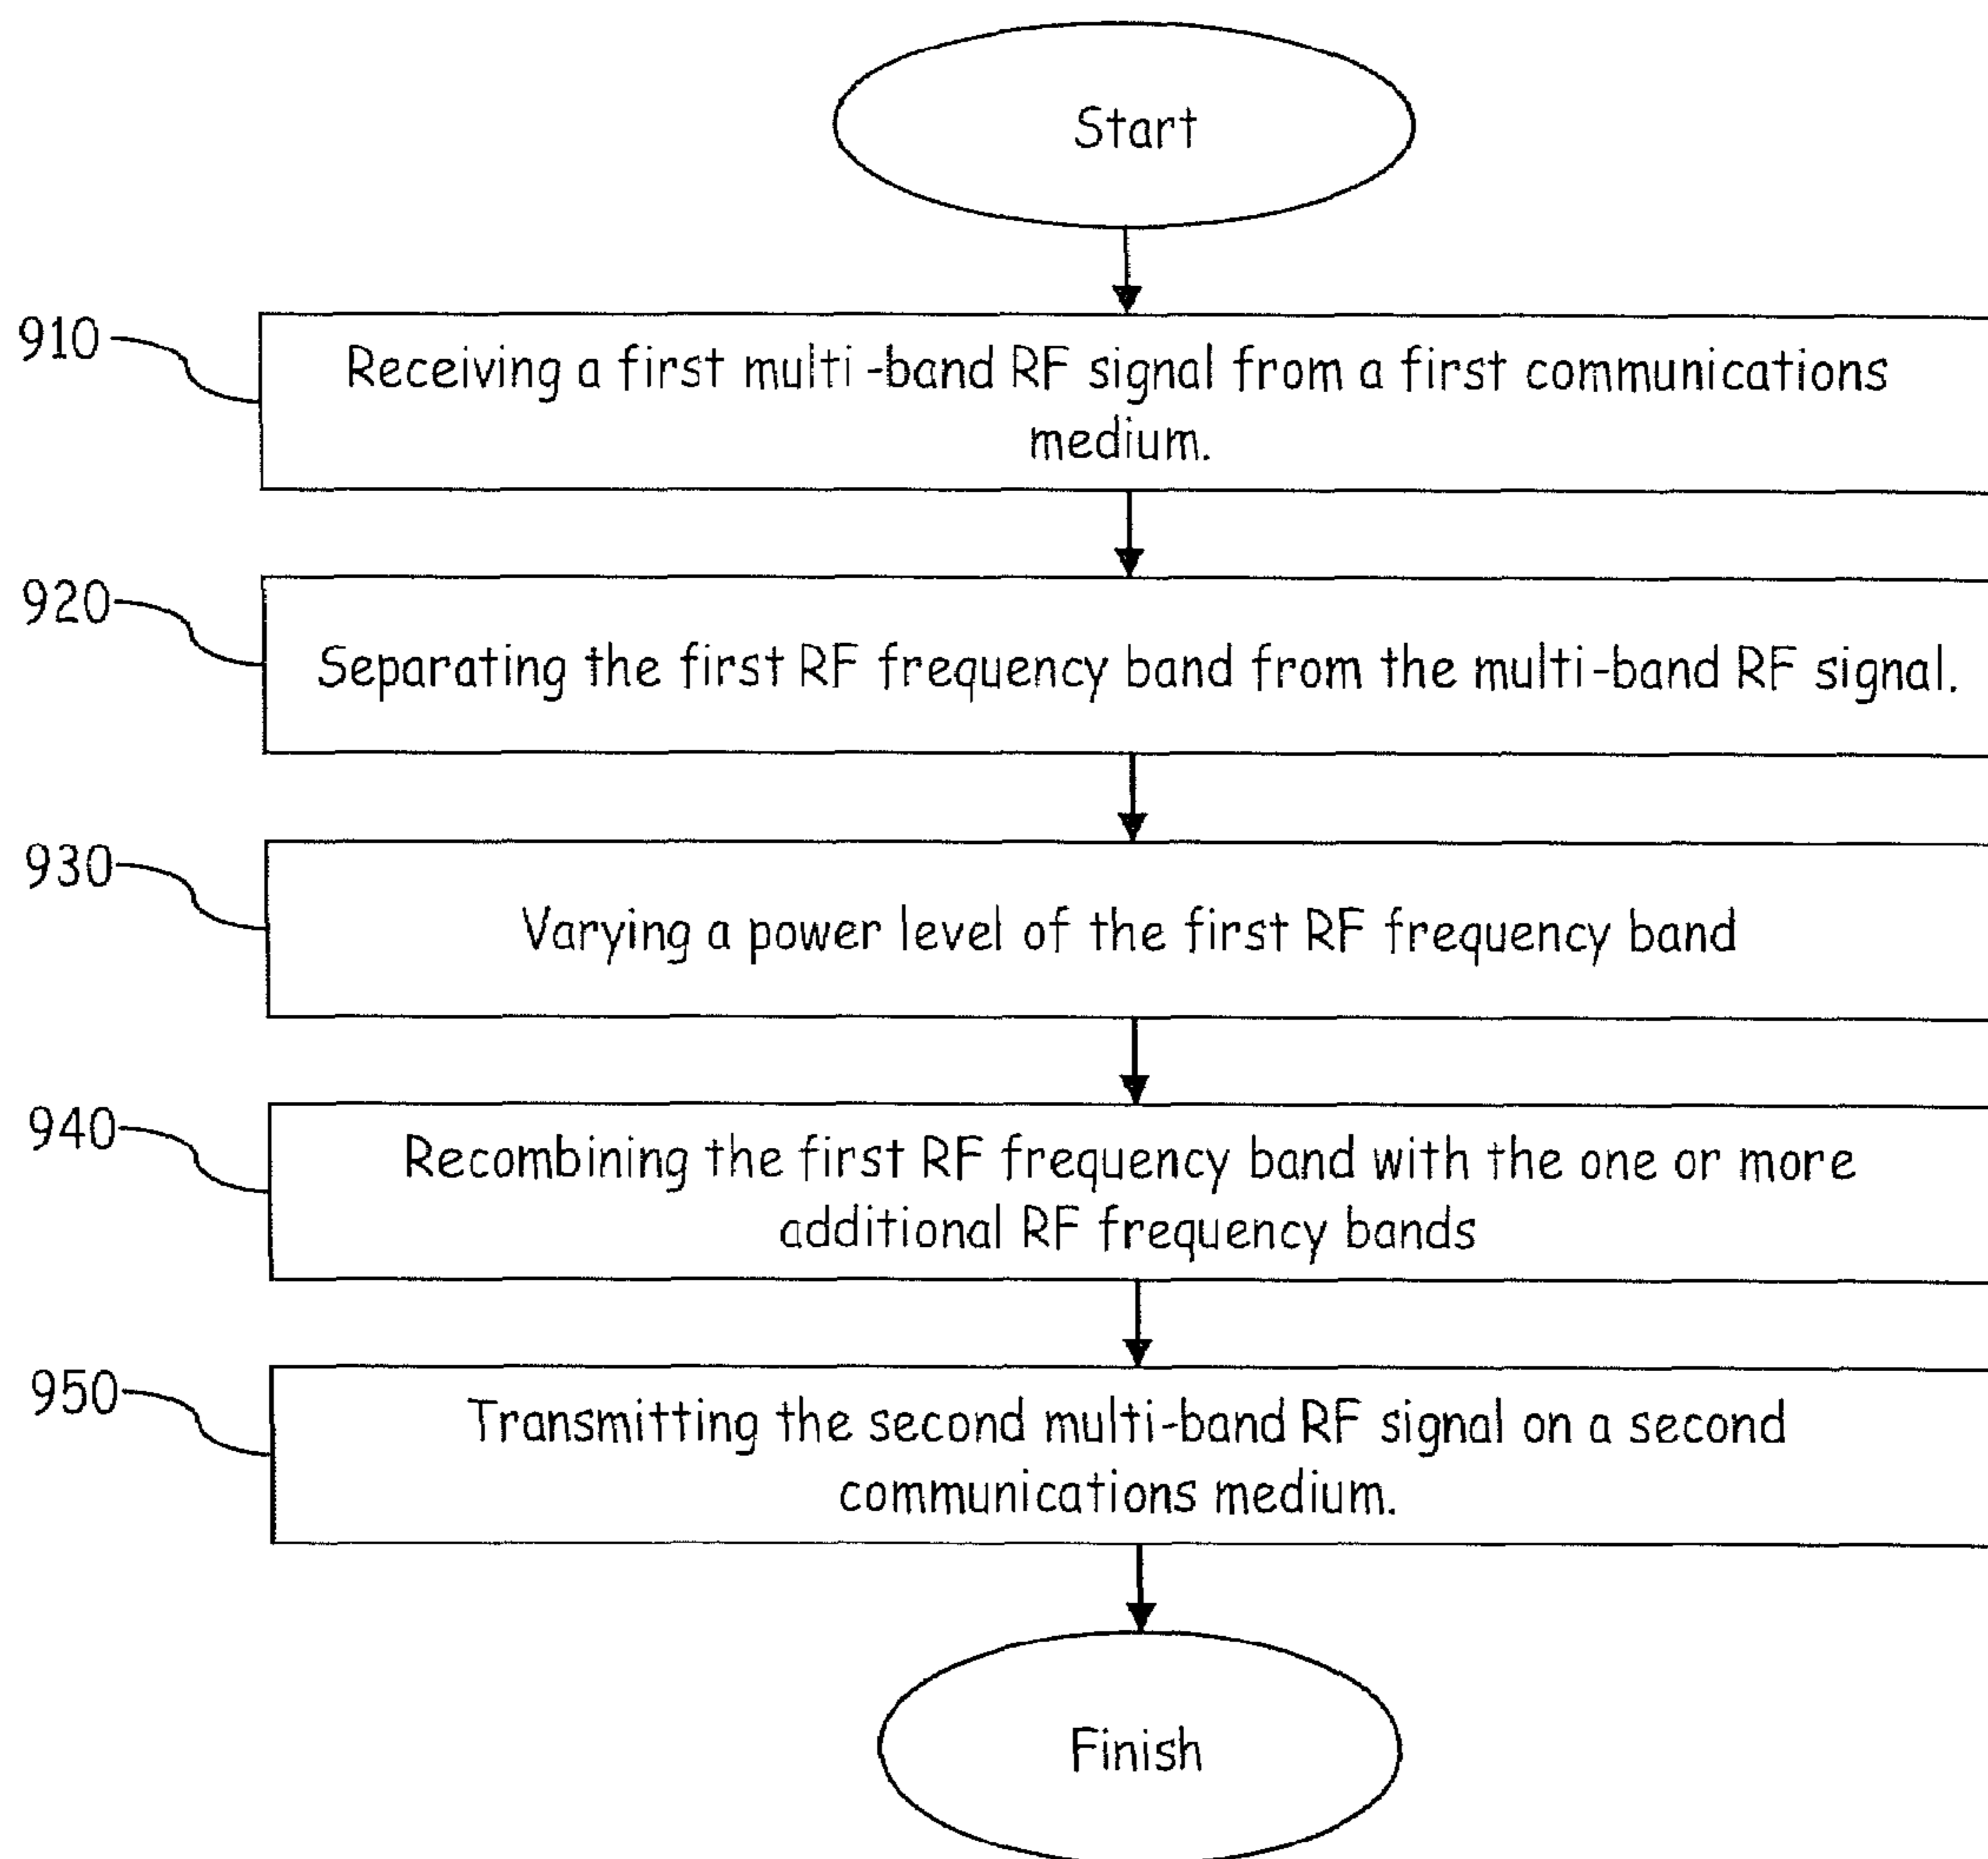 Start
910
Receiving a first multi -band RF signal from a first communications
medium.
920
Separating the first RF frequency band from the multi-band RF signal.
930
Varying a power level of the first RF frequency band
940
Recombining the first RF frequency band with the one or more
additional RF frequency bands
950
Transmitting the second multi-band RF signal on a second
communications medium.
Finish